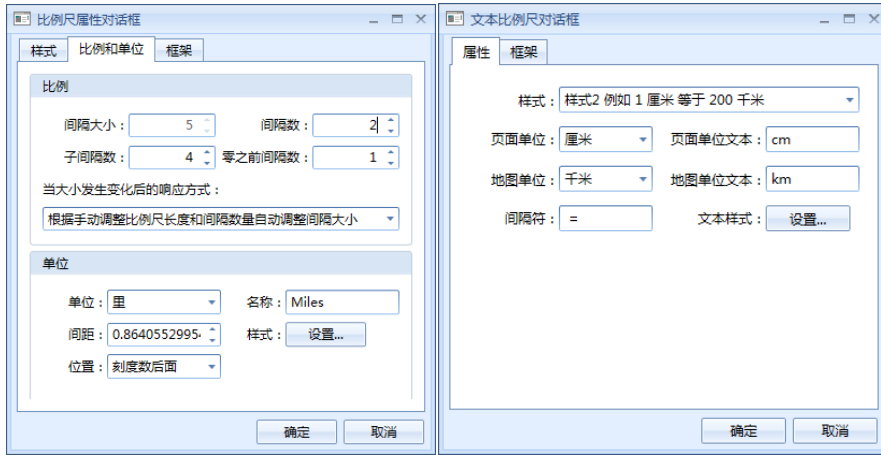 比例尺属性对话框
样式 比例和单位 框架
比例
间隔大小： 5 间隔数： 2
子间隔数： 4 零之前间隔数： 1
当大小发生变化后的响应方式：
根据手动调整比例尺长度和间隔数量自动调整间隔大小
单位
单位： 里 名称： Miles
间距： 0.8640552995 样式： 设置...
位置： 刻度数后面
确定 取消
文本比例尺对话框
属性 框架
样式： 样式2 例如 1 厘米 等于 200 千米
页面单位： 厘米 页面单位文本： cm
地图单位： 千米 地图单位文本： km
间隔符： = 文本样式： 设置...
确定 取消